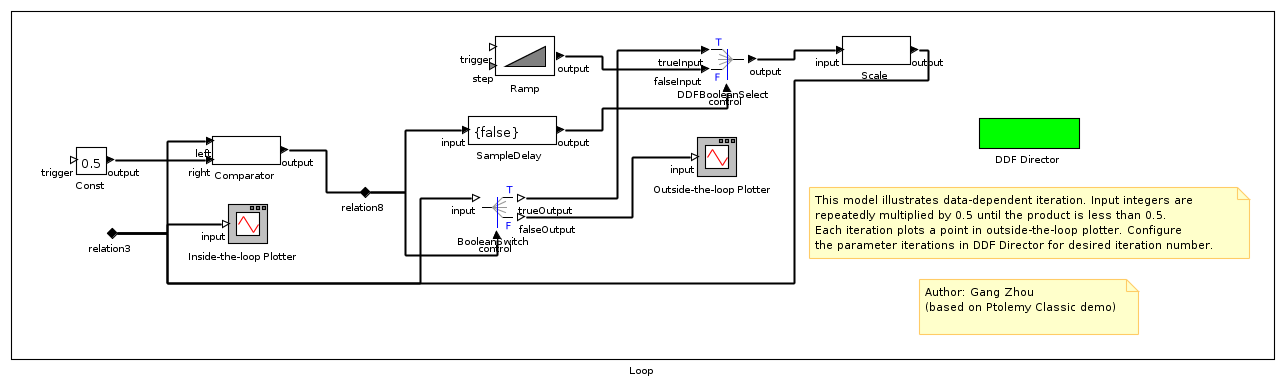 trigger
step
output
Ramp
T
trueInput
falseInput
F
output
DDFBooleanSelect
control
input
output
Scale
input
{false}
output
SampleDelay
DDF Director
trigger
0.5
output
Const
left
right
output
Comparator
relation8
input
Outside-the-loop Plotter
input
T
trueOutput
F
falseOutput
BooleanSwitch
control
relation3
input
Inside-the-loop Plotter
This model illustrates data-dependent iteration. Input integers are
repeatedly multiplied by 0.5 until the product is less than 0.5.
Each iteration plots a point in outside-the-loop plotter. Configure
the parameter iterations in DDF Director for desired iteration number.
Author: Gang Zhou
(based on Ptolemy Classic demo)
Loop